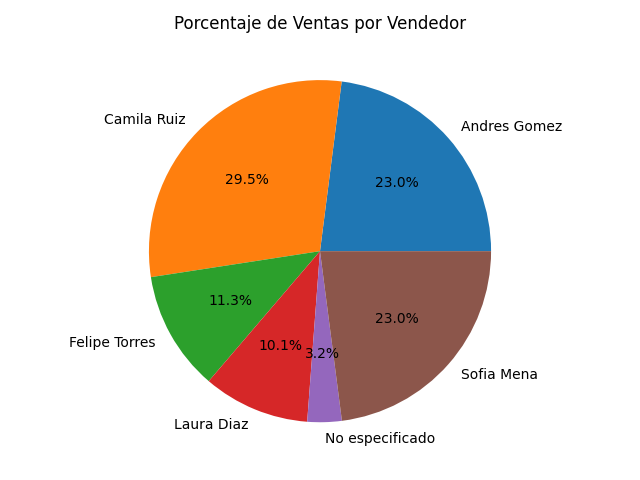 Porcentaje de Ventas por Vendedor
Camila Ruiz
Andres Gomez
29.5%
23.0%
11.3%
23.0%
10.1%
3.2%
Felipe Torres
Sofia Mena
Laura Diaz
No especificado